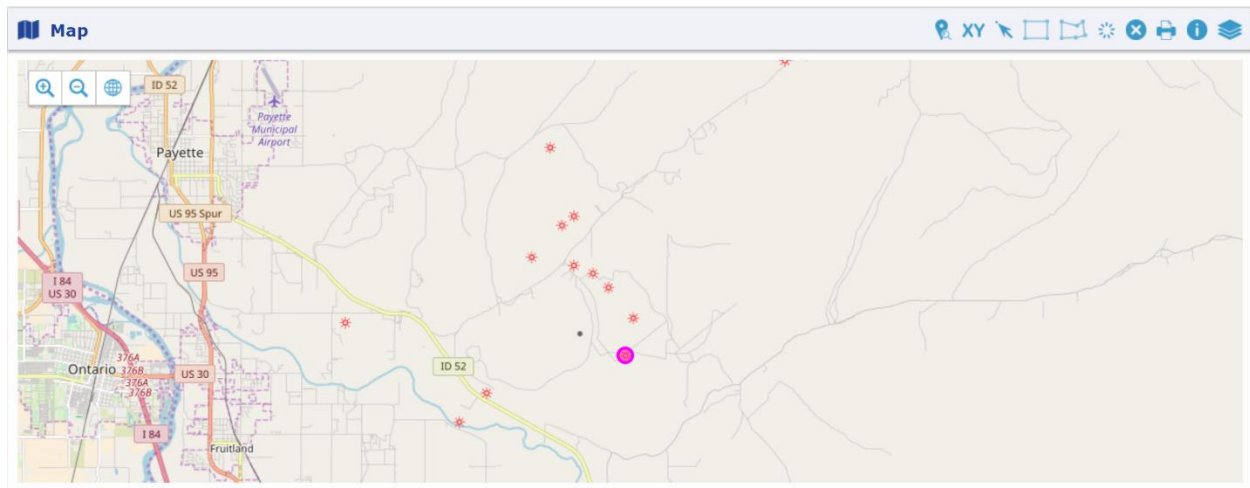 Map
XY
ID 52
Payette
Municipal
Airport
Payette
US 95 Spur
US 95
I 84
US 30
376A
Ontario 376B
376A
376B
US 30
ID 52
I 84
Fruitland